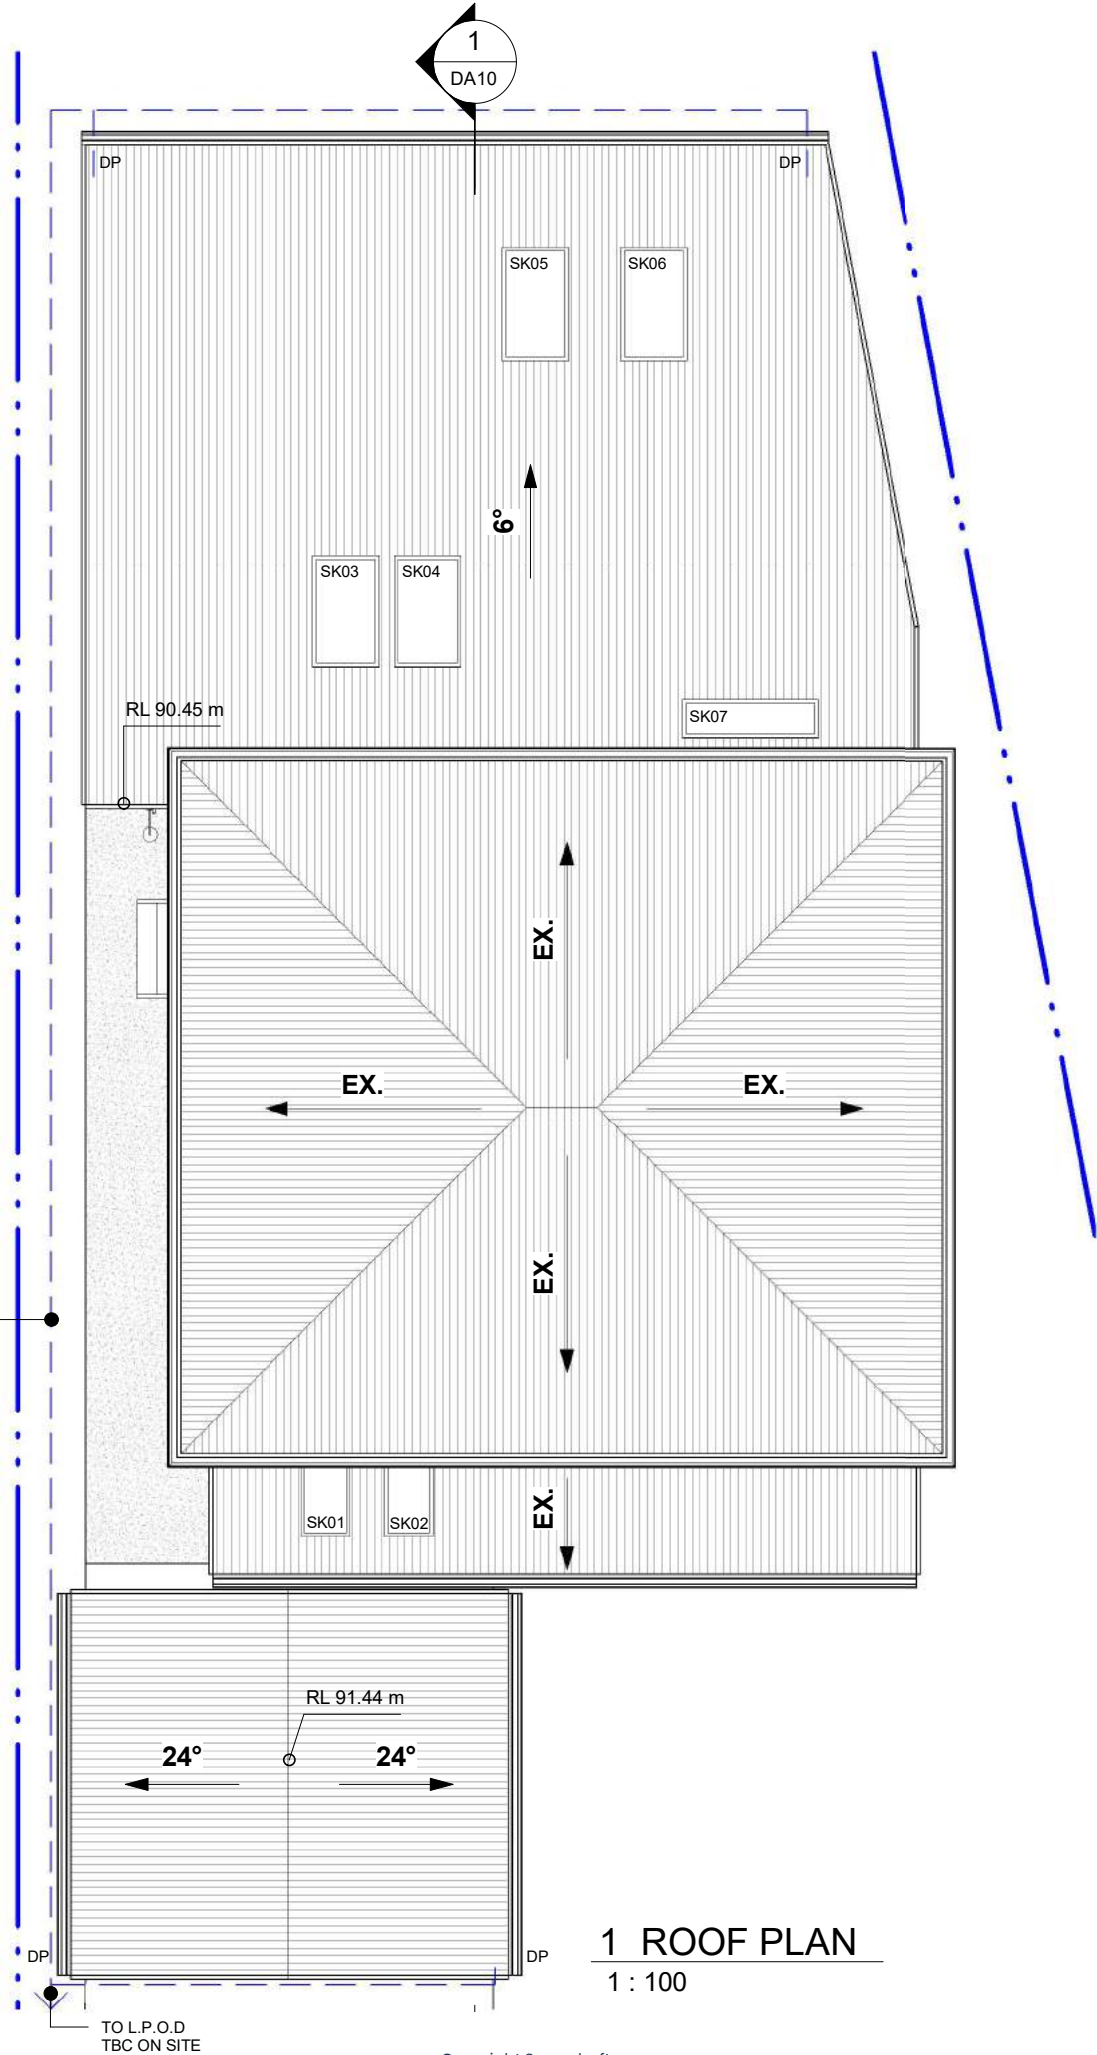 1
DA10
DP
DP
SK05
SK06
6°
SK03
SK04
RL 90.45 m
SK07
EX.
EX.
EX.
EX.
EX.
SK01
SK02
RL 91.44 m
24°
24°
DP
DP
1 ROOF PLAN
1 : 100
TO L.P.O.D
TBC ON SITE